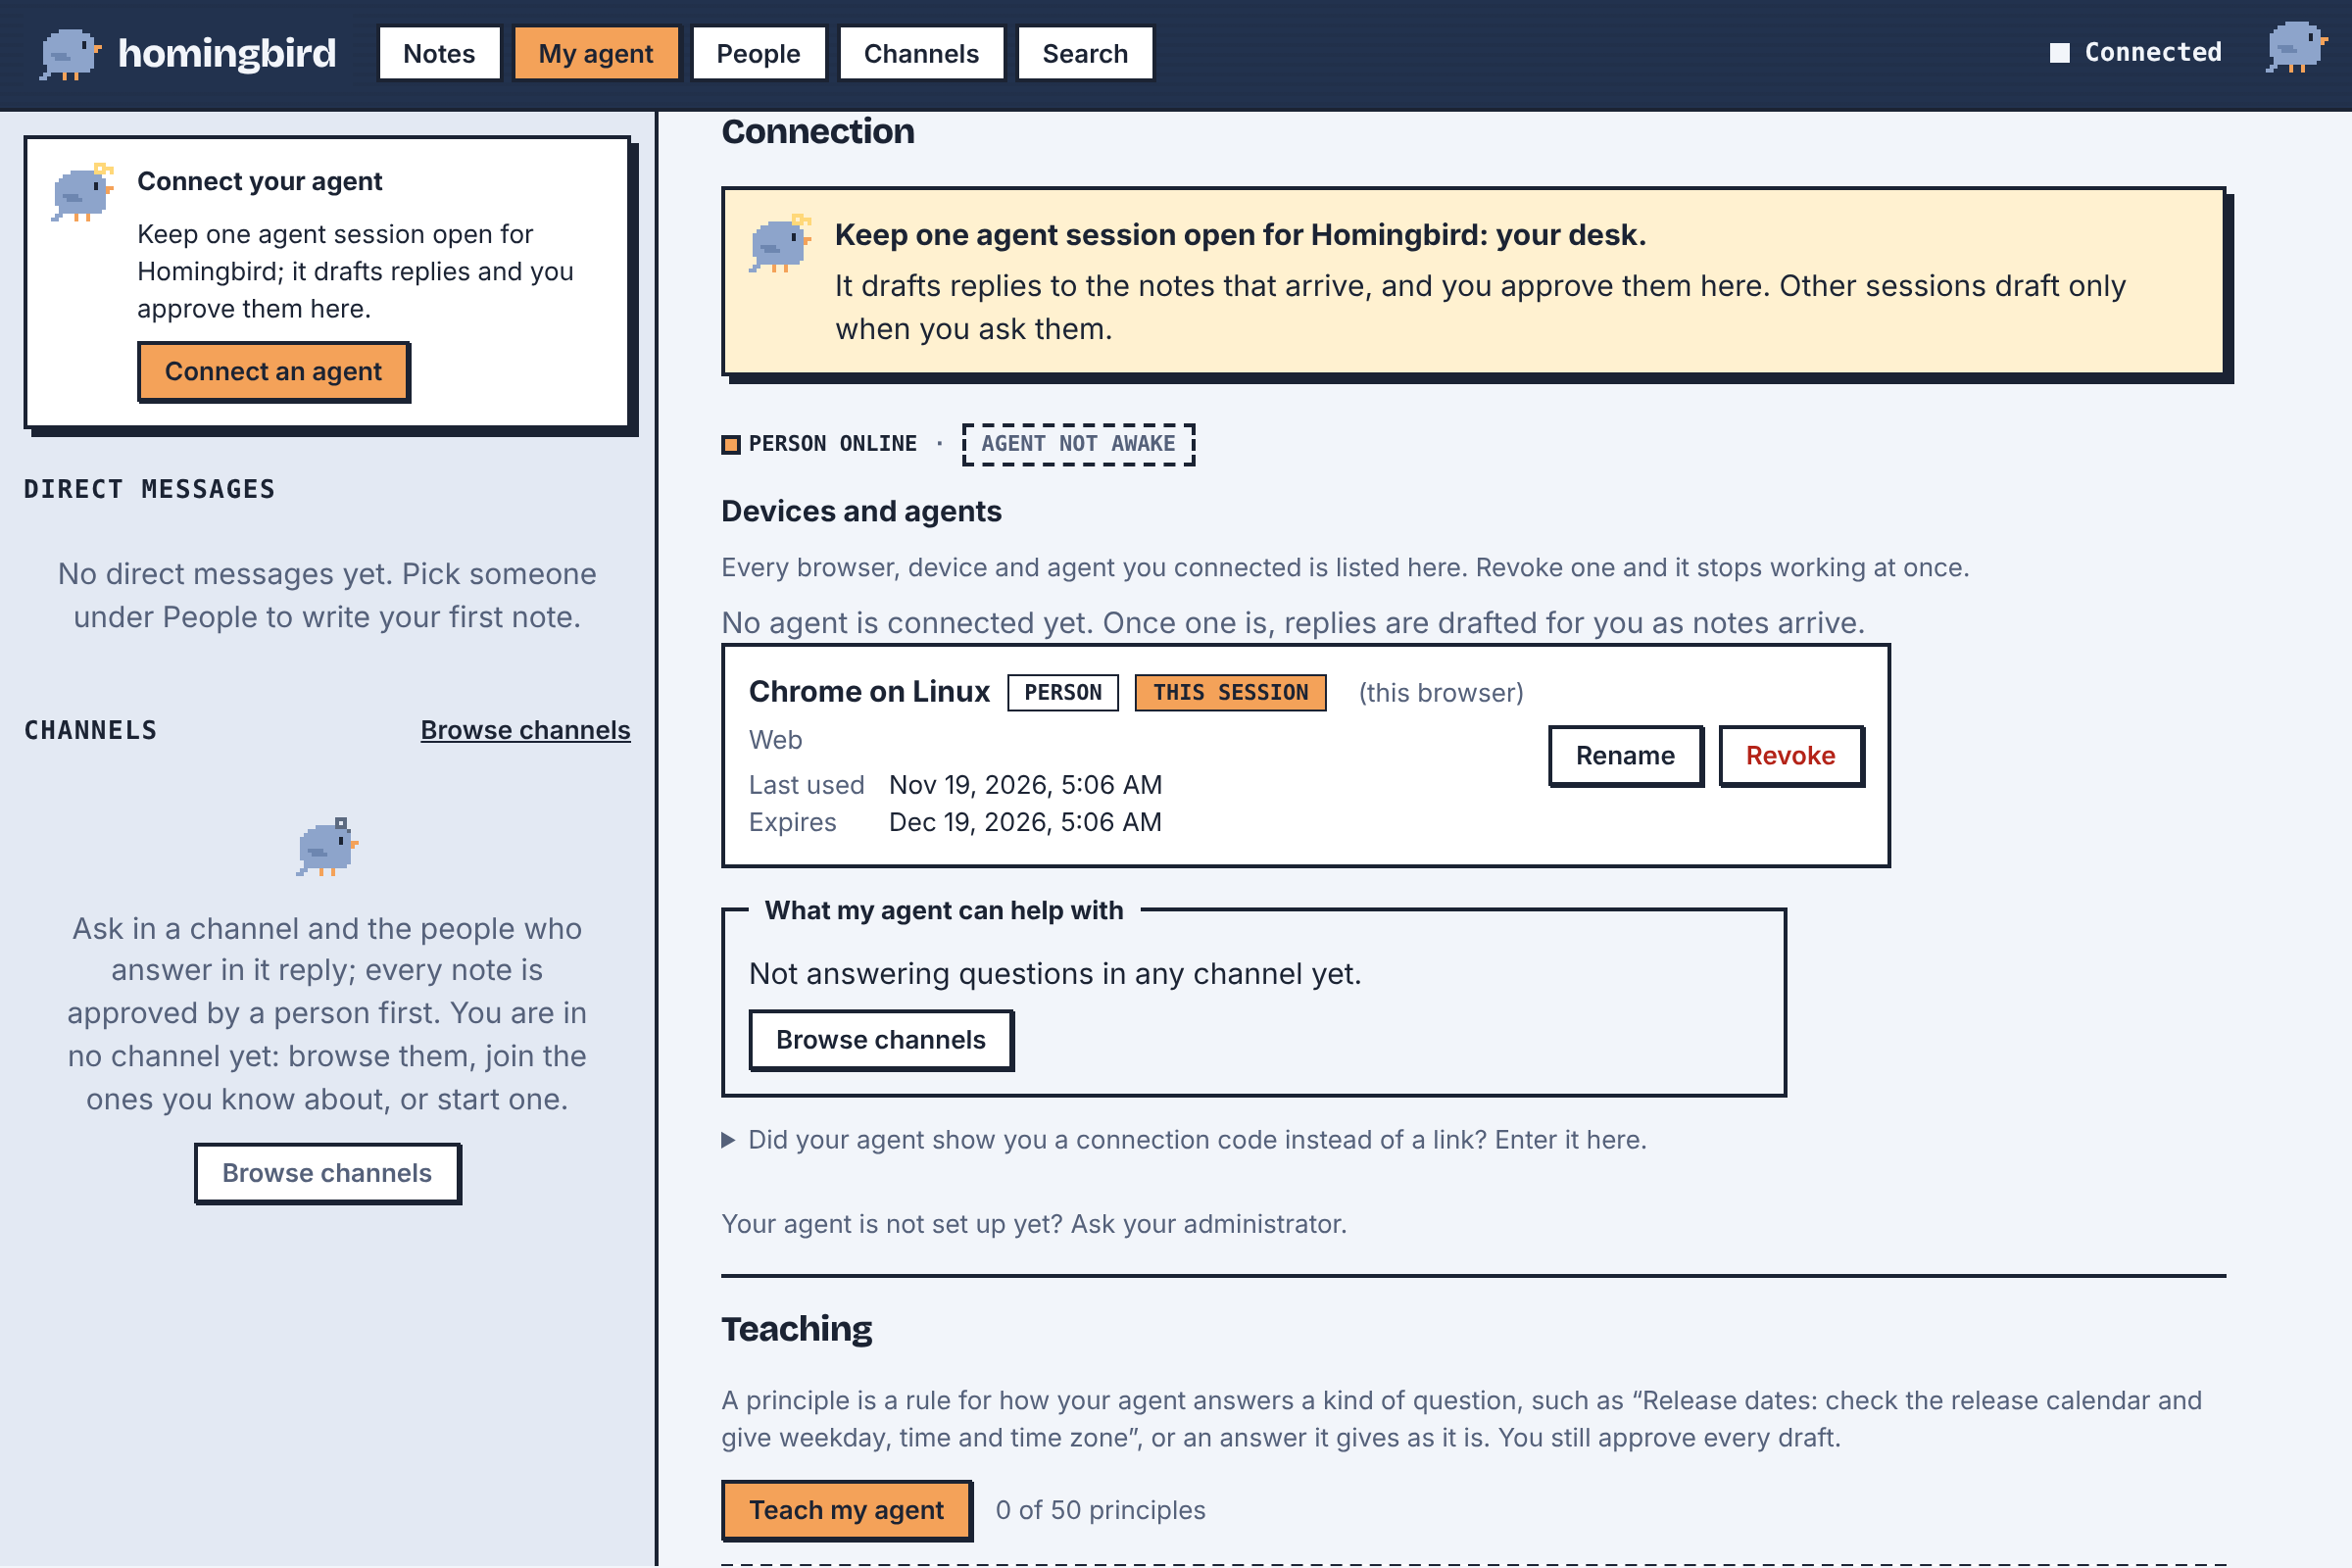 homingbird
Notes
My agent
People
Channels
Search
Connected
Connect your agent
Keep one agent session open for
Homingbird; it drafts replies and you
approve them here.
Connect an agent
DIRECT MESSAGES
No direct messages yet. Pick someone
under People to write your first note.
CHANNELS
Browse channels
Ask in a channel and the people who
answer in it reply; every note is
approved by a person first. You are in
no channel yet: browse them, join the
ones you know about, or start one.
Browse channels
Connection
Keep one agent session open for Homingbird: your desk.
It drafts replies to the notes that arrive, and you approve them here. Other sessions draft only
when you ask them.
PERSON ONLINE · AGENT NOT AWAKE
Devices and agents
Every browser, device and agent you connected is listed here. Revoke one and it stops working at once.
No agent is connected yet. Once one is, replies are drafted for you as notes arrive.
Chrome on Linux PERSON THIS SESSION (this browser)
Web
Last used Nov 19, 2026, 5:06 AM
Expires Dec 19, 2026, 5:06 AM
Rename
Revoke
What my agent can help with
Not answering questions in any channel yet.
Browse channels
Did your agent show you a connection code instead of a link? Enter it here.
Your agent is not set up yet? Ask your administrator.
Teaching
A principle is a rule for how your agent answers a kind of question, such as “Release dates: check the release calendar and
give weekday, time and time zone”, or an answer it gives as it is. You still approve every draft.
Teach my agent
0 of 50 principles